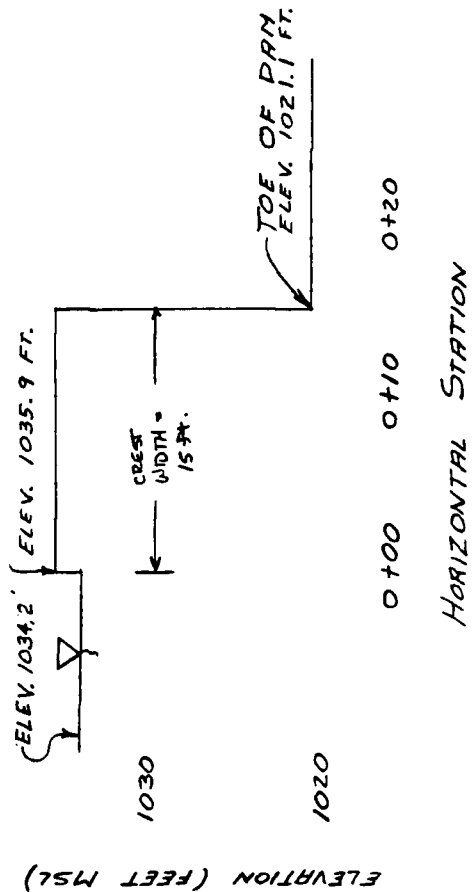 ELEV. 1034.2'
ELEV. 1035.9 FT.
CREST
WIDTH =
15 FT.
TOE OF DAM
ELEV. 1021.1 FT.
1030
1020
0+00
0+10
0+20
HORIZONTAL STATION
ELEVATION (FEET MSL)